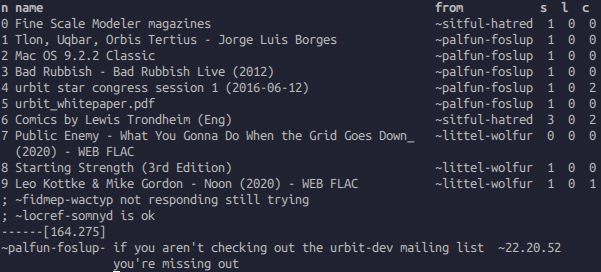 n name from s l c
0 Fine Scale Modeler magazines ~sitful-hatred 1 0 0
1 Tlon, Uqbar, Orbis Tertius - Jorge Luis Borges ~palfun-foslup 1 0 0
2 Mac OS 9.2.2 Classic ~palfun-foslup 1 0 0
3 Bad Rubbish - Bad Rubbish Live (2012) ~palfun-foslup 1 0 0
4 urbit star congress session 1 (2016-06-12) ~palfun-foslup 1 0 2
5 urbit_whitepaper.pdf ~palfun-foslup 1 0 0
6 Comics by Lewis Trondheim (Eng) ~sitful-hatred 3 0 2
7 Public Enemy - What You Gonna Do When the Grid Goes Down_ ~littel-wolfur 0 0 0
(2020) - WEB FLAC
8 Starting Strength (3rd Edition) ~littel-wolfur 1 0 0
9 Leo Kottke & Mike Gordon - Noon (2020) - WEB FLAC ~littel-wolfur 1 0 1
; ~fidmep-wactyp not responding still trying
; ~locref-somnyd is ok
------[164.275]
~palfun-foslup- if you aren't checking out the urbit-dev mailing list ~22.20.52
you're missing out